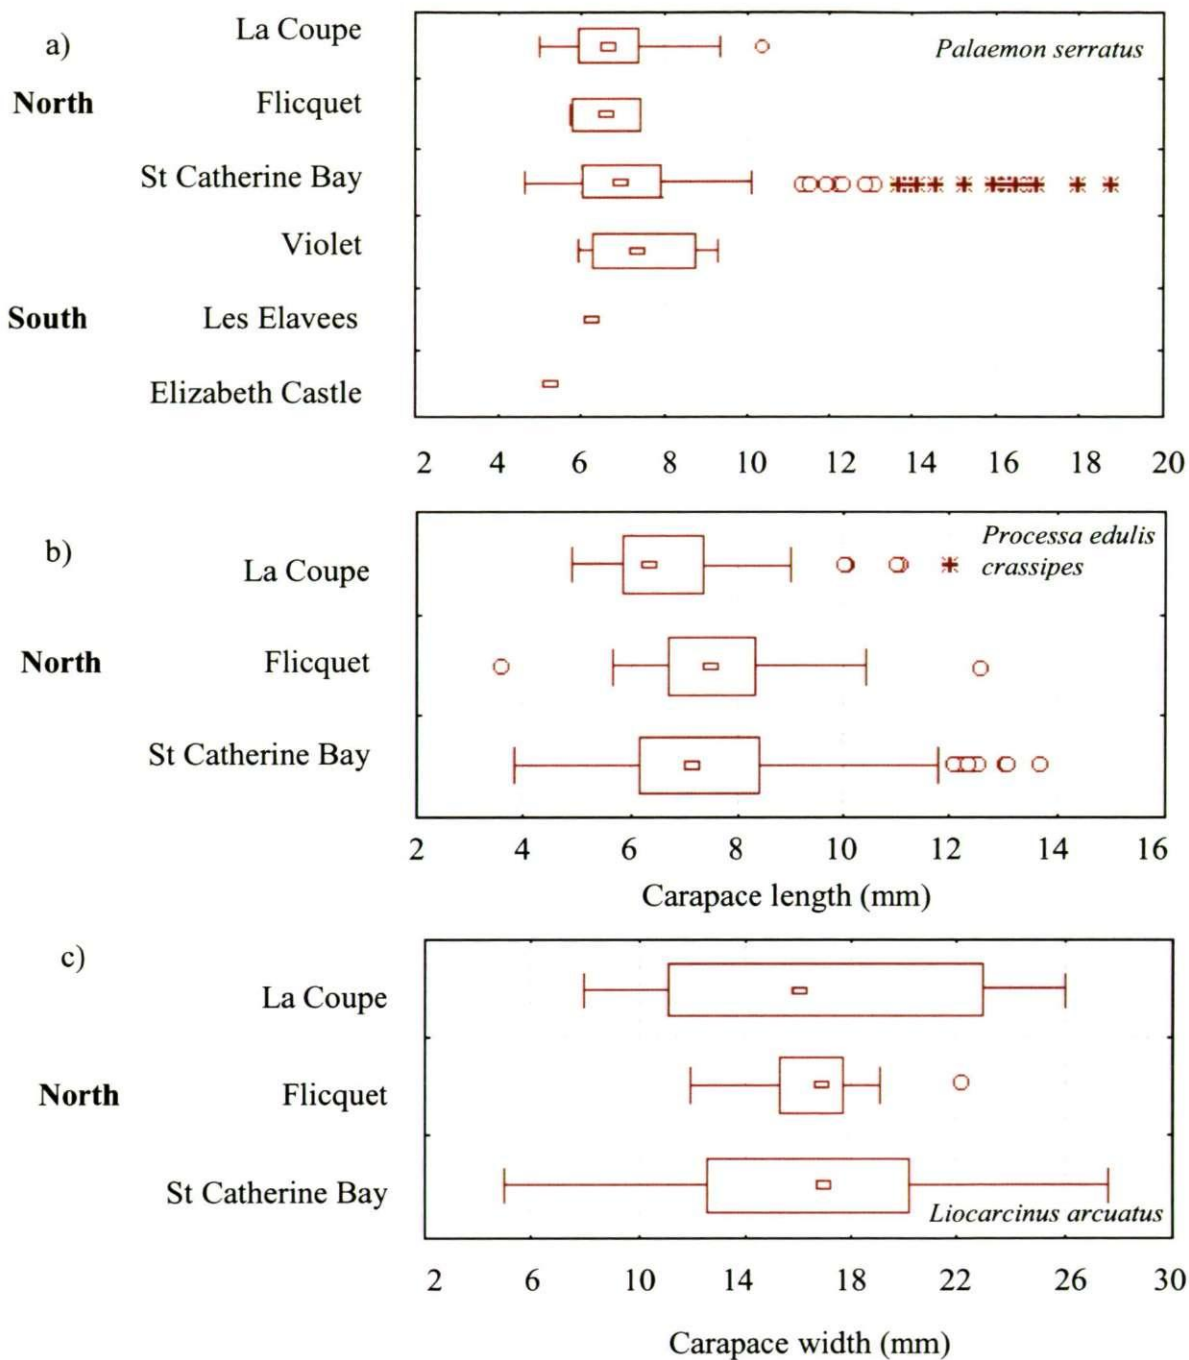 a)
La Coupe
Palaemon serratus
North
Flicquet
St Catherine Bay
Violet
South
Les Elavees
Elizabeth Castle
2 4 6 8 10 12 14 16 18 20
b)
La Coupe
Processa edulis
crassipes
North
Flicquet
St Catherine Bay
2 4 6 8 10 12 14 16
Carapace length (mm)
c)
La Coupe
North
Flicquet
St Catherine Bay
Liocarcinus arcuatus
2 6 10 14 18 22 26 30
Carapace width (mm)